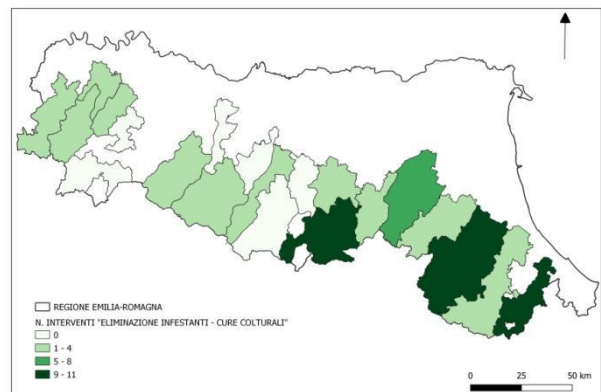 REGIONE EMILIA-ROMAGNA
N. INTERVENTI "ELIMINAZIONE INFESTANTI - CURE COLTURALI"
0
1 - 4
5 - 8
9 - 11
0 25 50 km